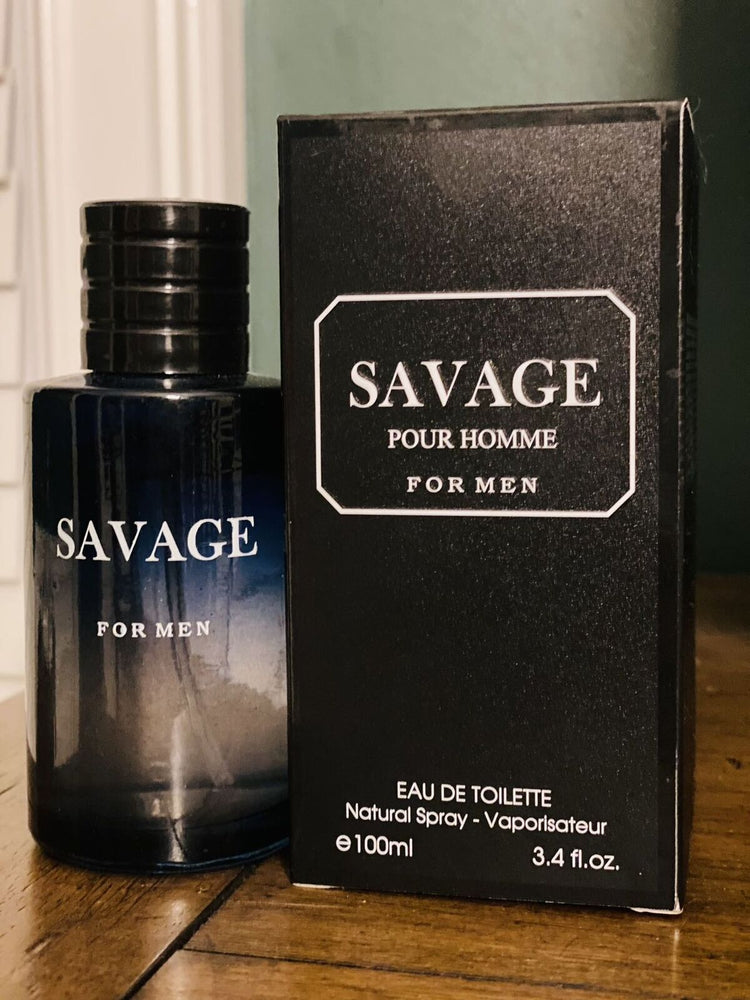 SAVAGE
FOR MEN
SAVAGE
POUR HOMME
FOR MEN
EAU DE TOILETTE
Natural Spray - Vaporisateur
℮100ml
3.4 fl.oz.